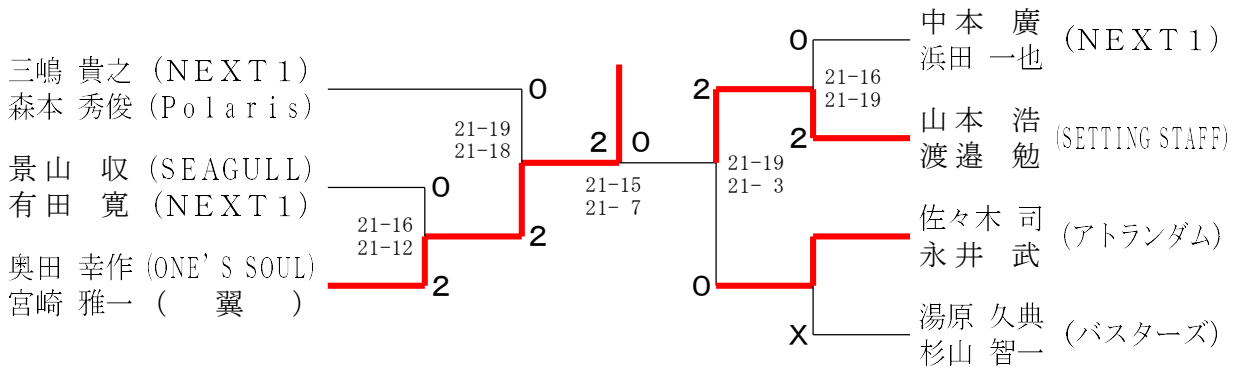 三嶋 貴之 (NEXT1)
森本 秀俊 (Polaris)
景山 収 (SEAGULL)
有田 寛 (NEXT1)
奥田 幸作 (ONE'S SOUL)
宮崎 雅一 ( 翼 )
0
21-19
21-18
0
21-16
21-12
2
2
2 0
21-15
21- 7
2
21-19
21- 3
0
0
21-16
21-19
2
X
中本 廣
浜田 一也
(NEXT1)
山本 浩
渡邉 勉
(SETTING STAFF)
佐々木 司
永井 武
(アトランダム)
湯原 久典
杉山 智一
(バスターズ)